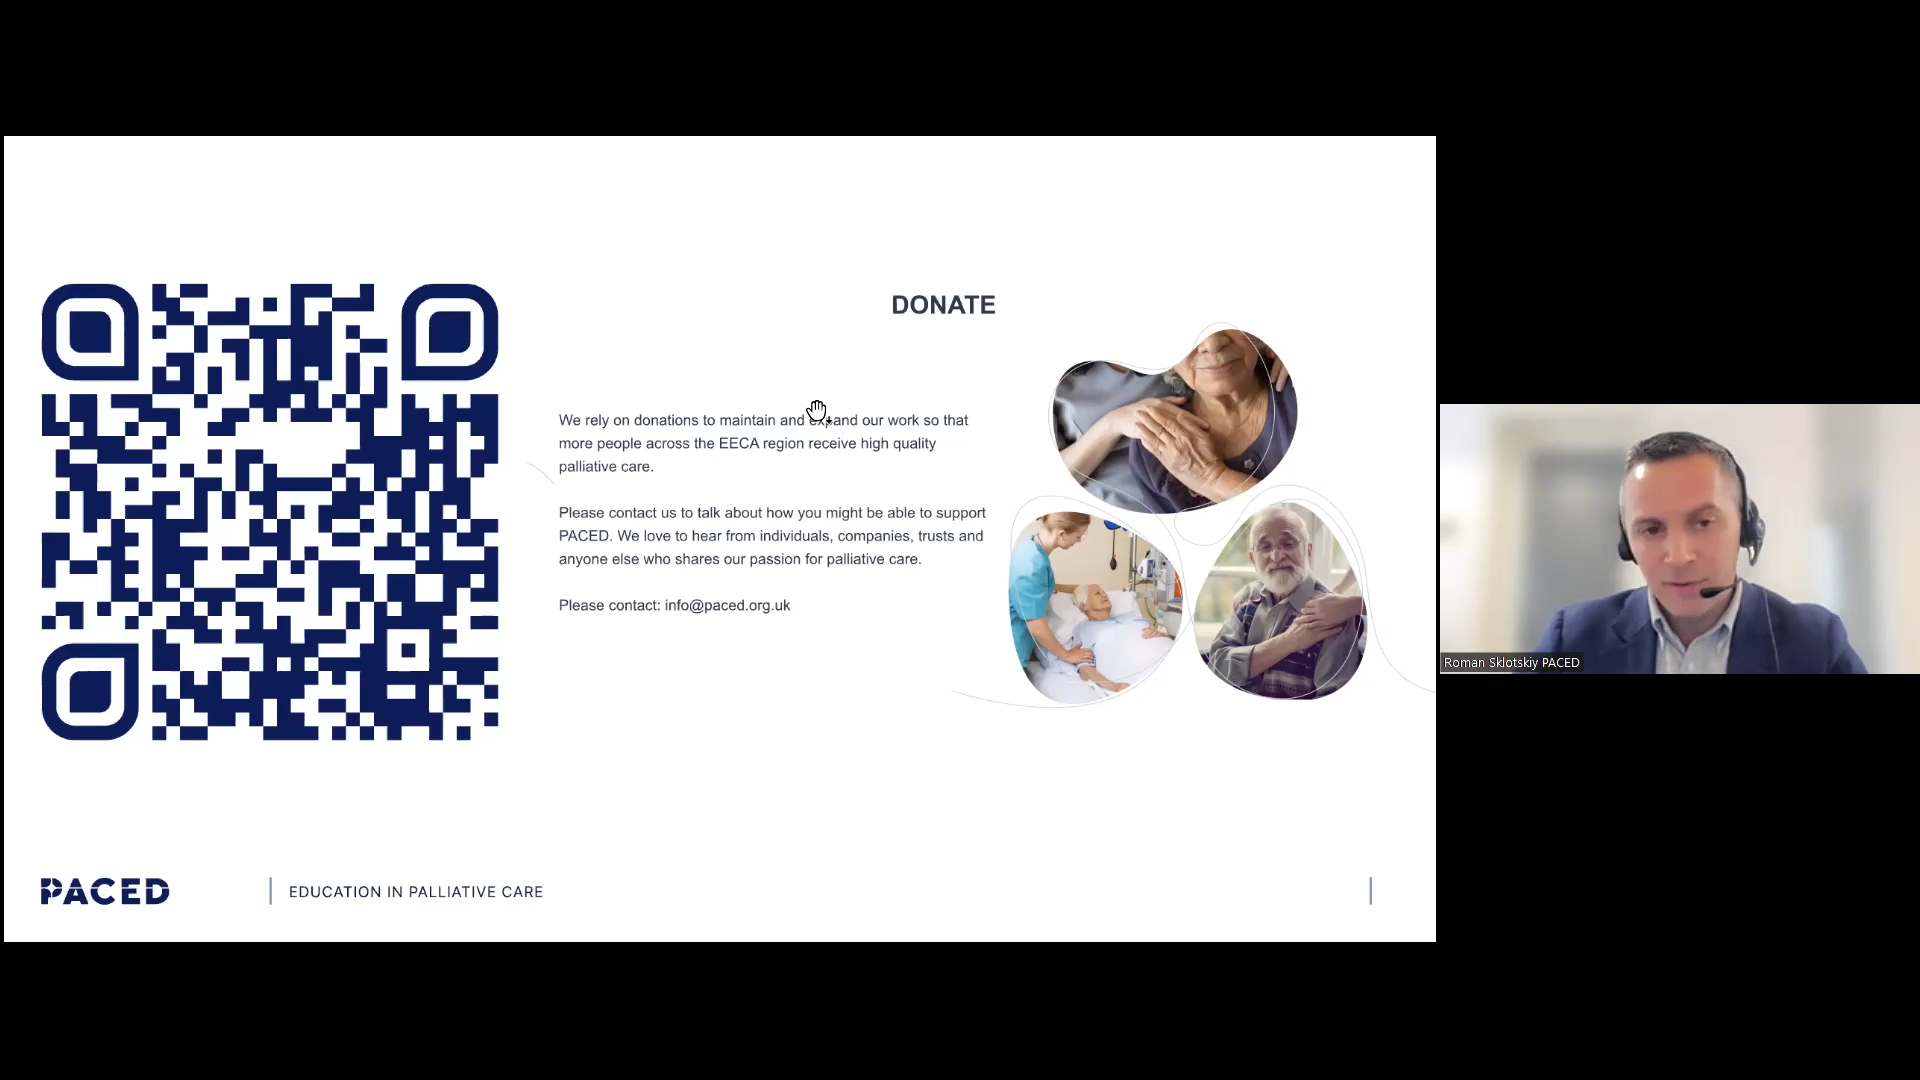 DONATE
We rely on donations to maintain and and our work so that
more people across the EECA region receive high quality
palliative care.
Please contact us to talk about how you might be able to support
PACED. We love to hear from individuals, companies, trusts and
anyone else who shares our passion for palliative care.
Please contact: info@paced.org.uk
Roman Sklotskiy PACED
PACED
EDUCATION IN PALLIATIVE CARE